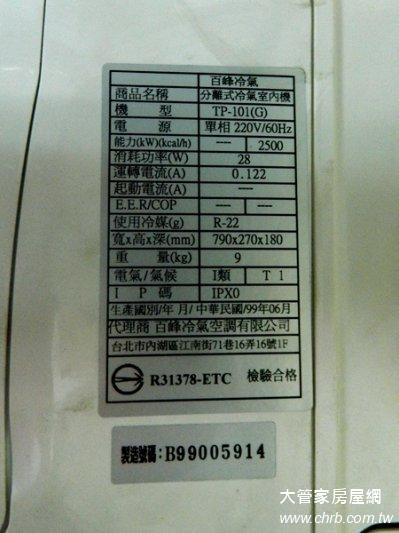 百峰冷氣
商品名稱 分離式冷氣室內機
機型 TP-101(G)
電源 單相 220V/60Hz
能力(kW)(kcal/h) ---- 2500
消耗功率(W) 28
運轉電流(A) 0.122
起動電流(A) ----
E.E.R/COP ---- ----
使用冷媒(g) R-22
寬x高x深(mm) 790x270x180
重量(kg) 9
電氣/氣候 I類 T1
IP碼 IPX0
生產國別/年月/中華民國/99年06月
代理商 百峰冷氣空調有限公司
台北市內湖區江南街71巷16弄16號1F
R31378-ETC 檢驗合格
製造號碼:B99005914
大管家房屋網
www.chrb.com.tw